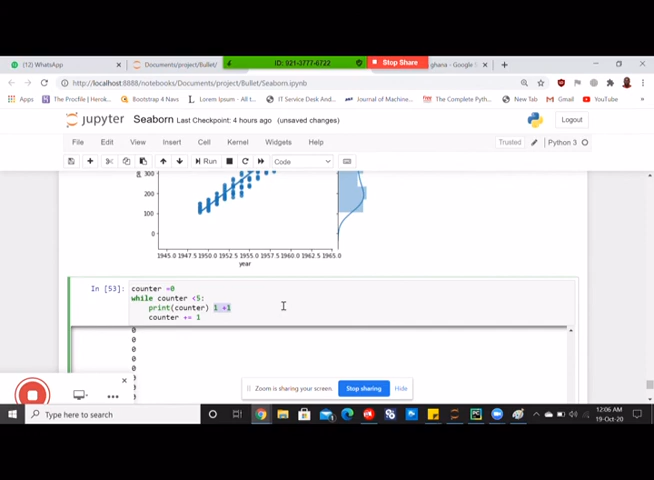 (12) WhatsApp
Documents/project/Bullet/
ID: 021-3777-6722
Stop Share
ghana - Google S
http://localhost:8888/notebooks/Documents/project/Bullet/Seaborn.ipynb
Apps
The Procfile | Herok...
Bootstrap 4 Navs
Lorem Ipsum - All t...
IT Service Desk And...
Journal of Machine...
The Complete Pyth...
New Tab
Gmail
YouTube
jupyter Seaborn Last Checkpoint: 4 hours ago (unsaved changes)
Logout
File Edit View Insert Cell Kernel Widgets Help
Trusted
Python 3
Run
Code
300
200
100
0
1945.0 1947.5 1950.0 1952.5 1955.0 1957.5 1960.0 1962.5 1965.0
year
In [53]: counter =0
while counter <5:
print(counter) 1 +1
counter += 1
0
0
0
0
0
0
0
0
Zoom is sharing your screen.
Stop sharing
Hide
Type here to search
12:06 AM
19-Oct-20